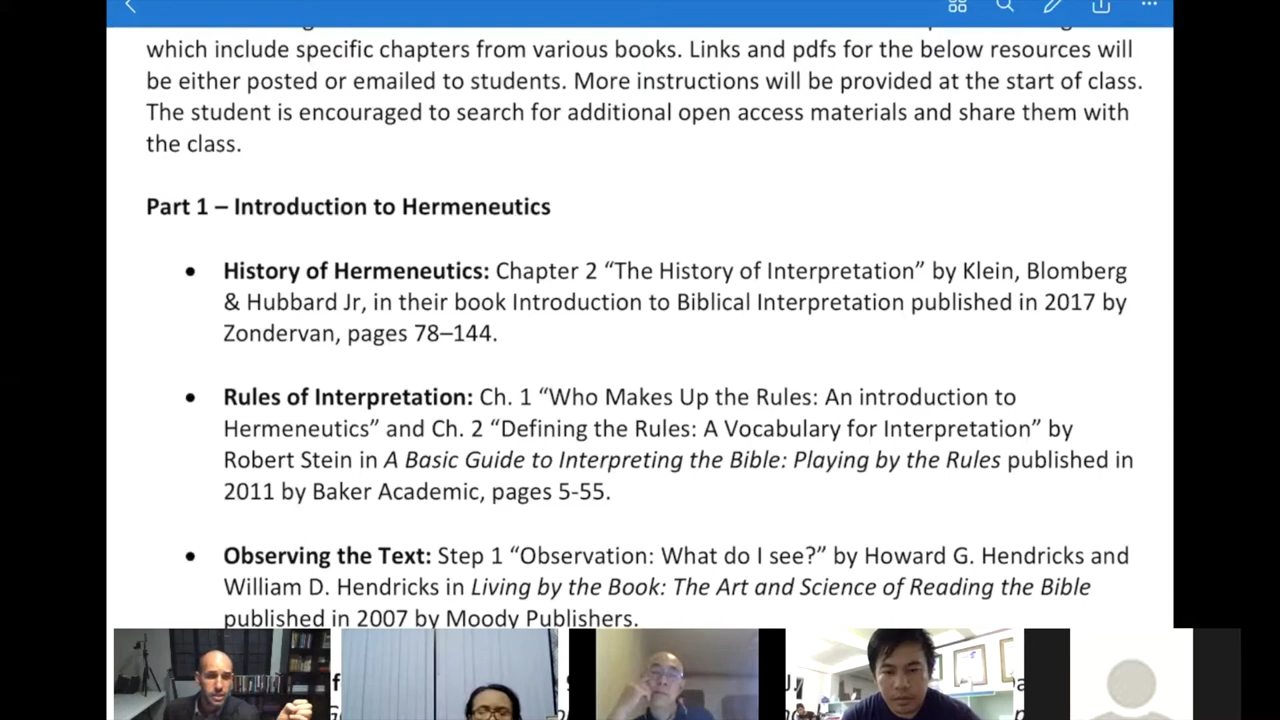 which include specific chapters from various books. Links and pdfs for the below resources will
be either posted or emailed to students. More instructions will be provided at the start of class.
The student is encouraged to search for additional open access materials and share them with
the class.
Part 1 – Introduction to Hermeneutics
• History of Hermeneutics: Chapter 2 “The History of Interpretation” by Klein, Blomberg
& Hubbard Jr, in their book Introduction to Biblical Interpretation published in 2017 by
Zondervan, pages 78–144.
• Rules of Interpretation: Ch. 1 “Who Makes Up the Rules: An introduction to
Hermeneutics” and Ch. 2 “Defining the Rules: A Vocabulary for Interpretation” by
Robert Stein in A Basic Guide to Interpreting the Bible: Playing by the Rules published in
2011 by Baker Academic, pages 5-55.
• Observing the Text: Step 1 “Observation: What do I see?” by Howard G. Hendricks and
William D. Hendricks in Living by the Book: The Art and Science of Reading the Bible
published in 2007 by Moody Publishers.